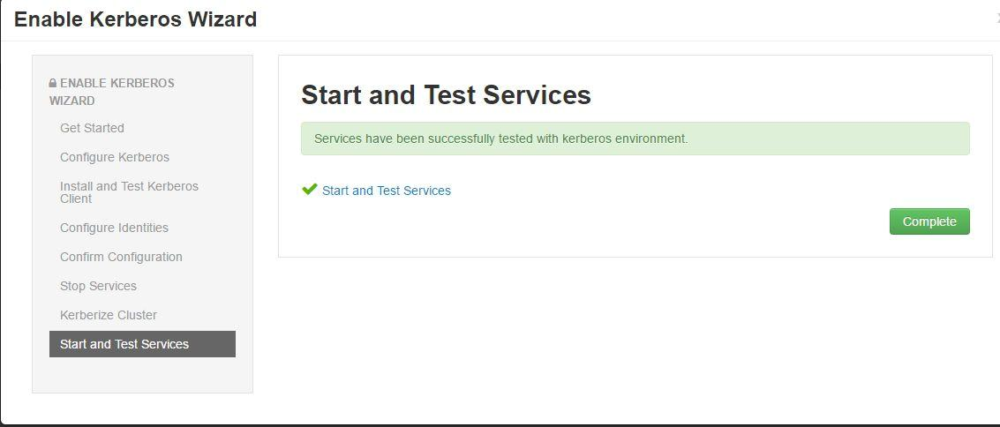 Enable Kerberos Wizard
ENABLE KERBEROS
WIZARD
Get Started
Configure Kerberos
Install and Test Kerberos
Client
Configure Identities
Confirm Configuration
Stop Services
Kerberize Cluster
Start and Test Services
Start and Test Services
Services have been successfully tested with kerberos environment.
Start and Test Services
Complete